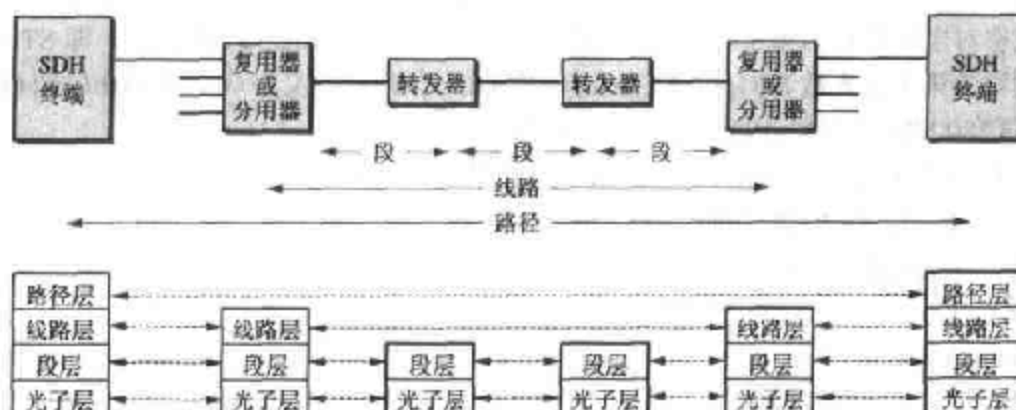 SDH
终端
复用器
或
分用器
转发器
转发器
复用器
或
分用器
SDH
终端
段 段 段
线路
路径
路径层 路径层
线路层 线路层 线路层 线路层
段层 段层 段层 段层 段层 段层
光子层 光子层 光子层 光子层 光子层 光子层